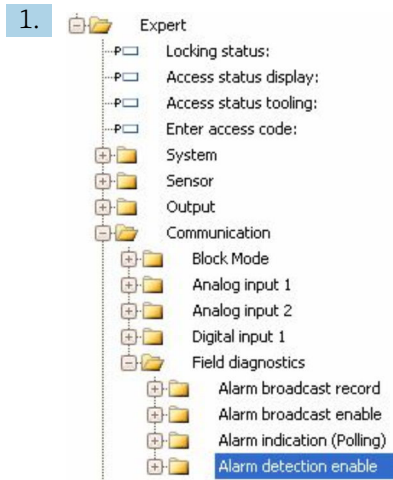 1.
Expert
Locking status:
Access status display:
Access status tooling:
Enter access code:
System
Sensor
Output
Communication
Block Mode
Analog input 1
Analog input 2
Digital input 1
Field diagnostics
Alarm broadcast record
Alarm broadcast enable
Alarm indication (Polling)
Alarm detection enable